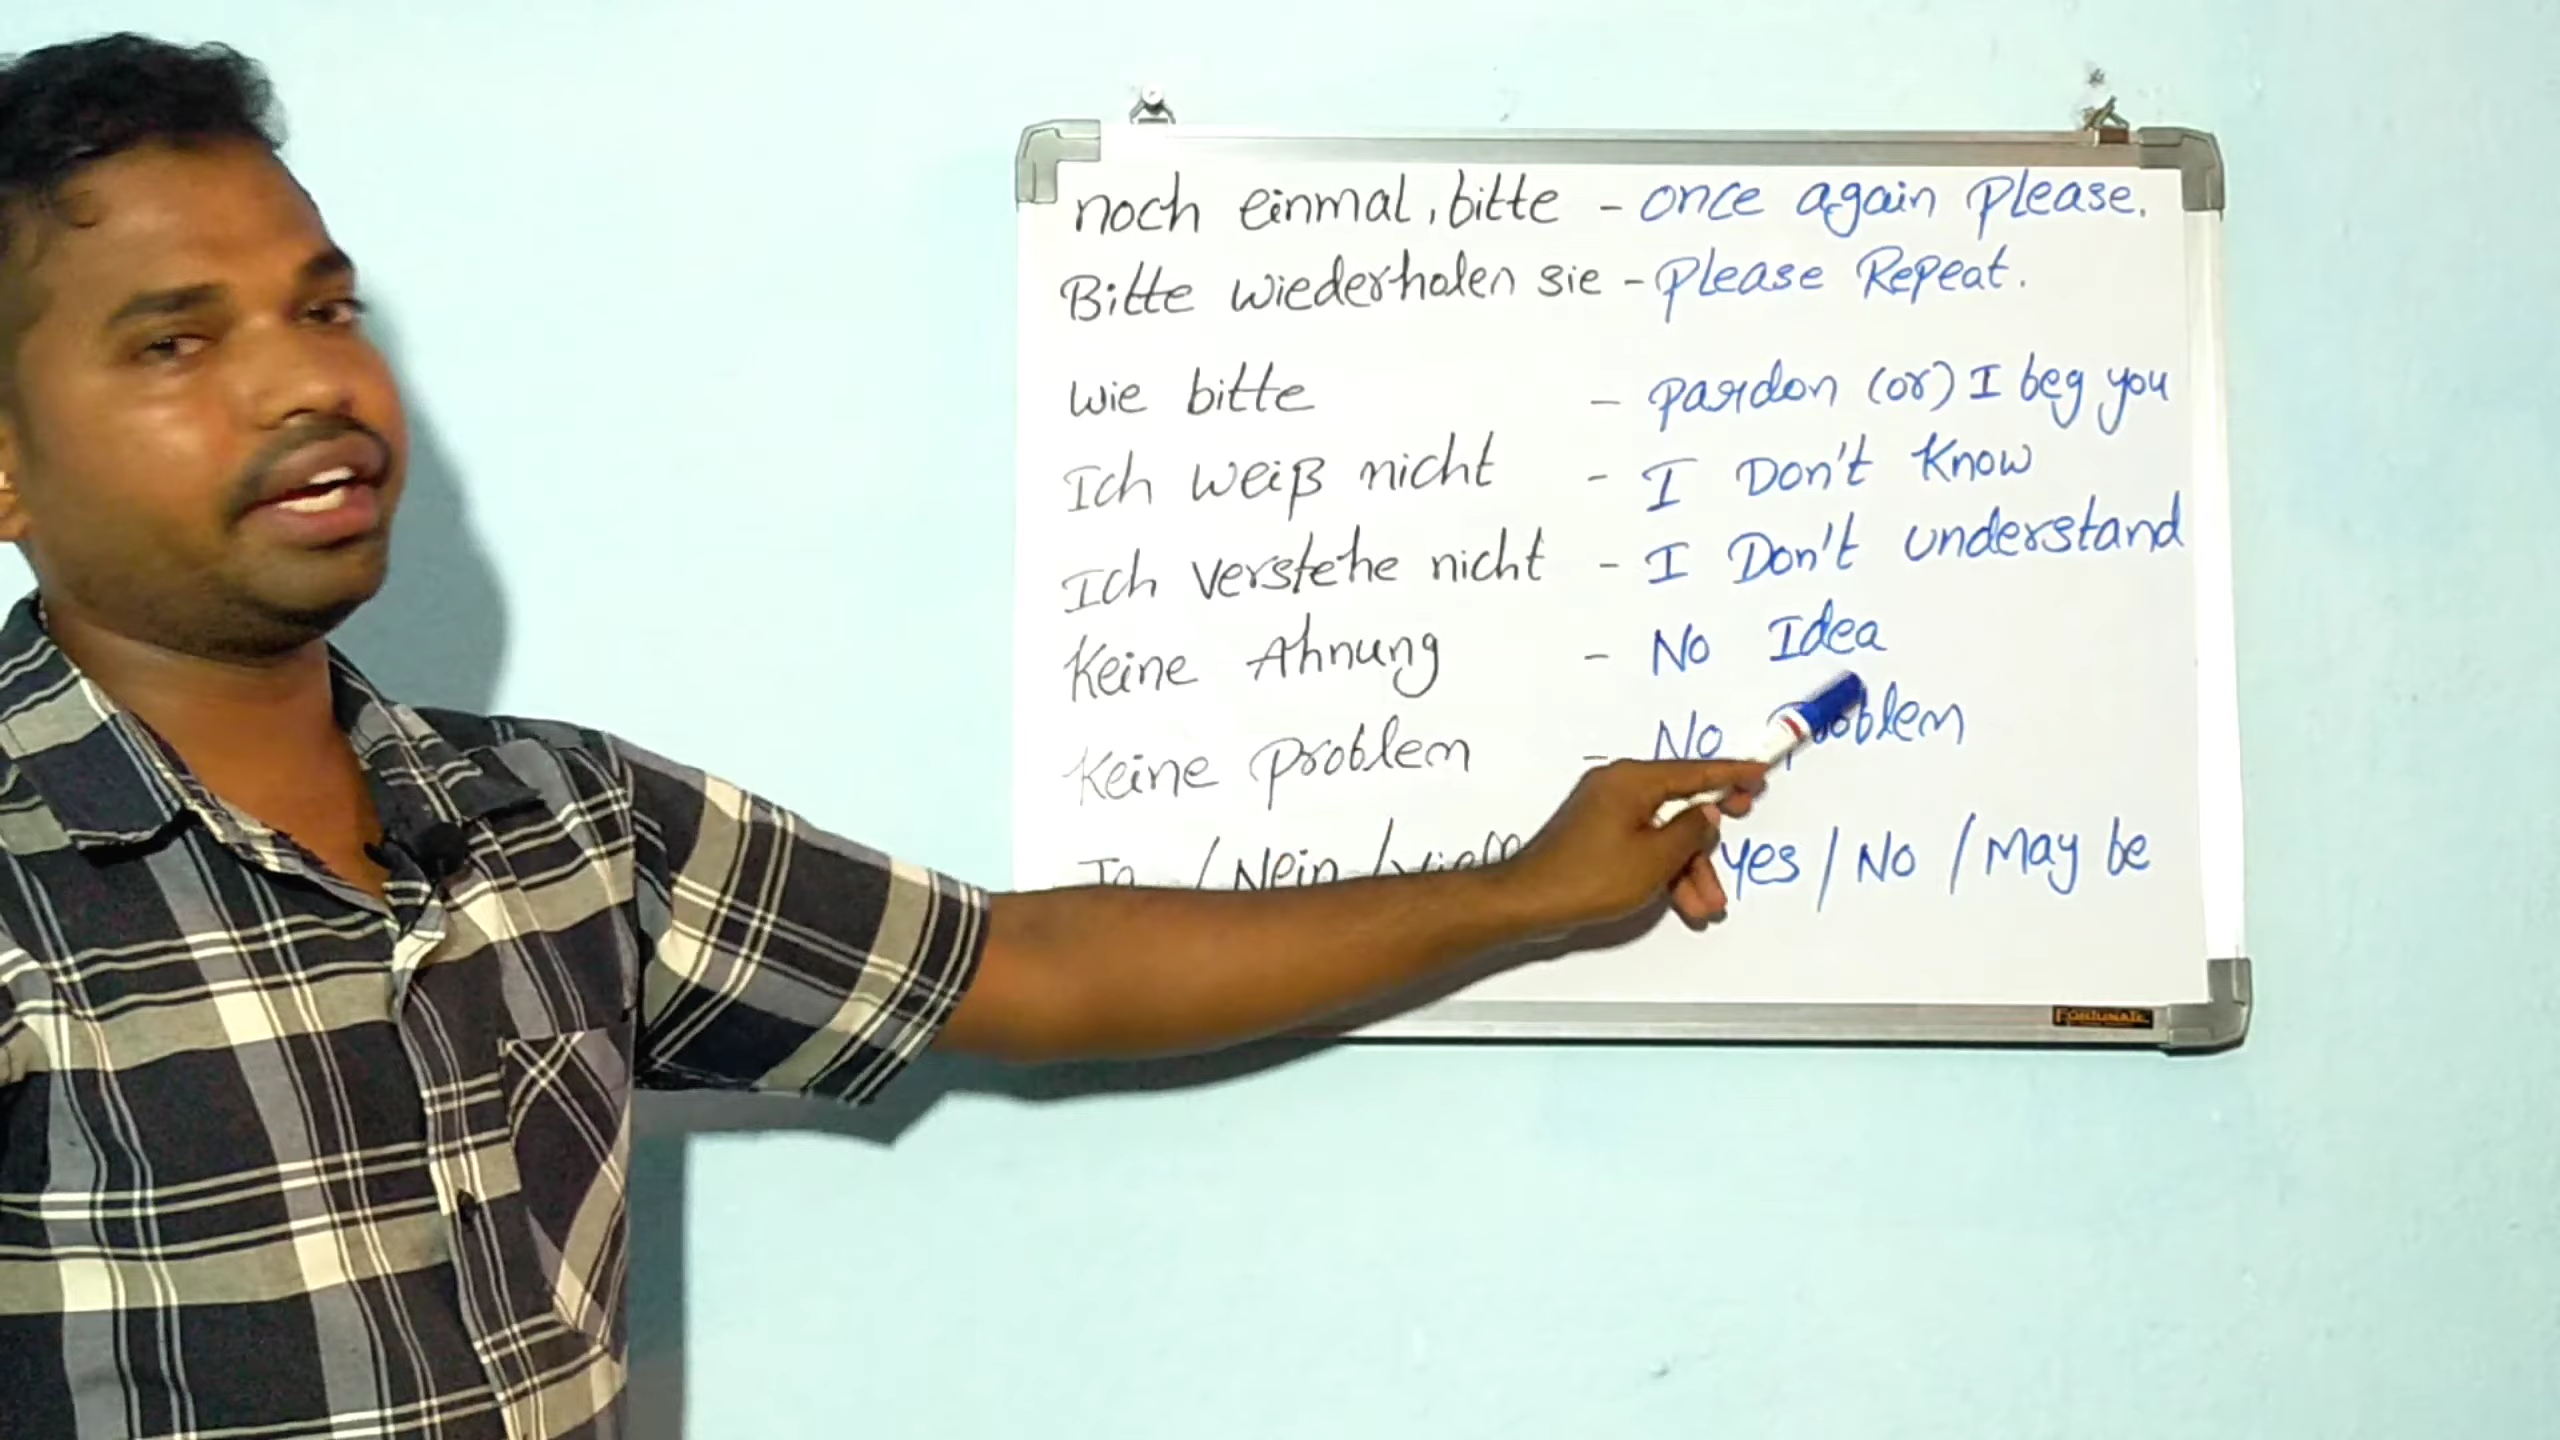 noch einmal, bitte - once again Please.
Bitte wiederholen sie - Please Repeat.
Wie bitte - pardon (or) I beg you
Ich weiß nicht - I Don't Know
Ich verstehe nicht - I Don't understand
Keine Ahnung - No Idea
Keine Problem - No Problem
/ Nein / Yes / No / May be
FORTUNATE